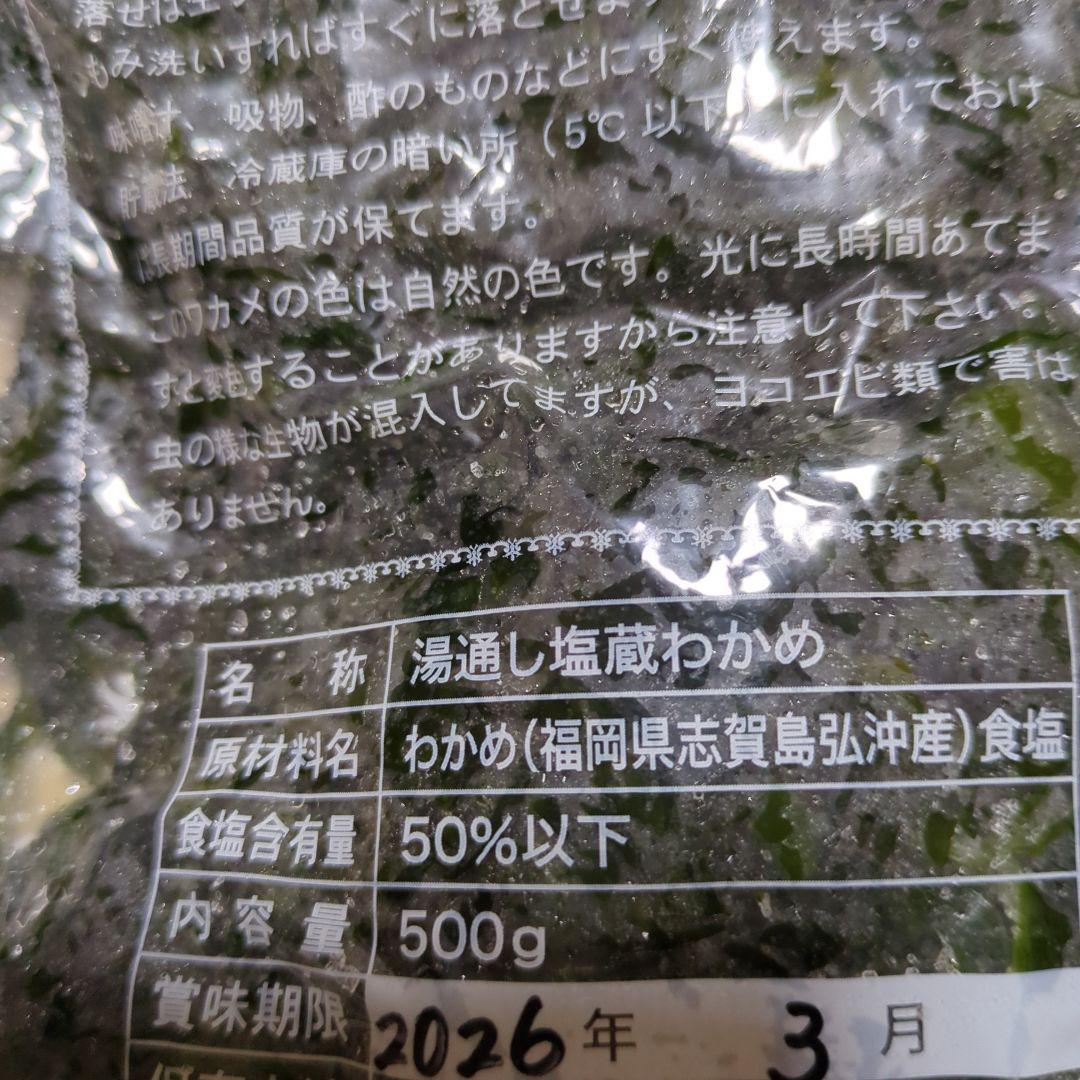 もみ洗いすればすぐに落とせます
味噌汁、吸物、酢のものなどにすぐ使えます。
貯蔵法 冷蔵庫の暗い所（5℃以下）に入れておけ
ば長期間品質が保てます。
このワカメの色は自然の色です。光に長時間あてま
すと変色することがありますから注意して下さい。
虫の様な生物が混入してますが、ヨコエビ類で害は
ありません。
名称 湯通し塩蔵わかめ
原材料名 わかめ(福岡県志賀島弘沖産)食塩
食塩含有量 50%以下
内容量 500g
賞味期限 2026年 3月